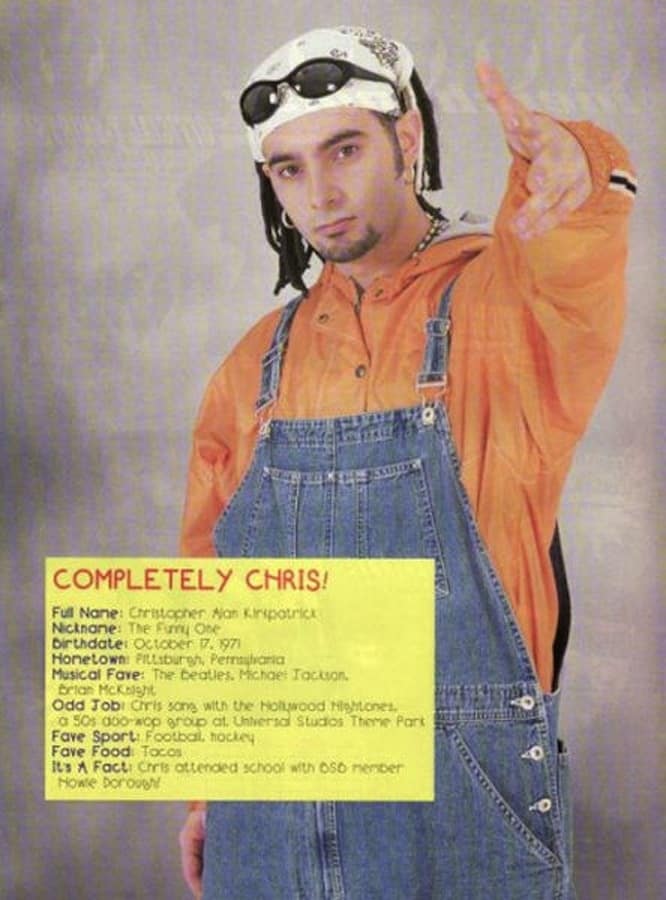 COMPLETELY CHRIS!
Full Name: Christopher Alan Kirkpatrick
Nickname: The Funny One
Birthdate: October 17, 1971
Hometown: Pittsburgh, Pennsylvania
Musical Fave: The Beatles, Michael Jackson,
Brian McKnight
Odd Job: Chris sang with the Hollywood Hightones,
a 50s doo-wop group at Universal Studios Theme Park
Fave Sport: Football, hockey
Fave Food: Tacos
It's A Fact: Chris attended school with BSB member
Howie Dorough!